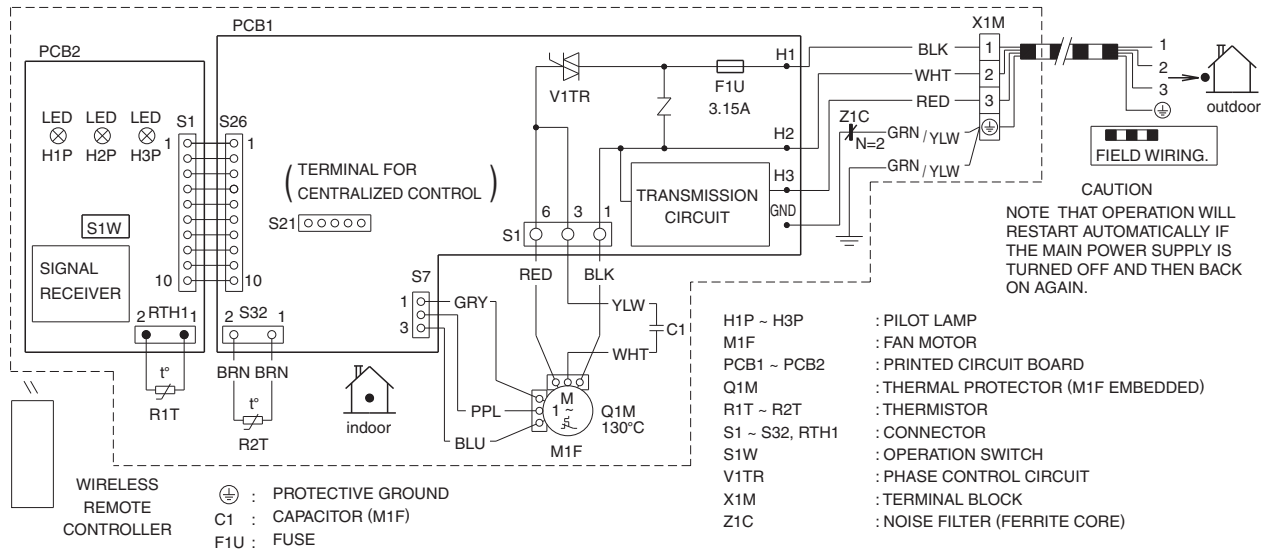 PCB1
X1M
PCB2
H1
BLK
1
1
2
3
outdoor
V1TR
F1U
3.15A
WHT
2
RED
3
LED LED LED
H1P H2P H3P
S1 S26
1 1
Z1C
N=2
GRN / YLW
H2
GRN / YLW
FIELD WIRING.
(TERMINAL FOR
CENTRALIZED CONTROL)
H3
TRANSMISSION
CIRCUIT
GND
CAUTION
NOTE THAT OPERATION WILL
RESTART AUTOMATICALLY IF
THE MAIN POWER SUPPLY IS
TURNED OFF AND THEN BACK
ON AGAIN.
S1W
S21
6 3 1
S1
SIGNAL
RECEIVER
10 10
RED BLK
S7
1
3
GRY
YLW
C1
WHT
2 RTH1 1
2 S32 1
BRN BRN
t°
R1T
t°
R2T
indoor
PPL
BLU
M
1 ~
Q1M
130°C
M1F
H1P ~ H3P : PILOT LAMP
M1F : FAN MOTOR
PCB1 ~ PCB2 : PRINTED CIRCUIT BOARD
Q1M : THERMAL PROTECTOR (M1F EMBEDDED)
R1T ~ R2T : THERMISTOR
S1 ~ S32, RTH1 : CONNECTOR
S1W : OPERATION SWITCH
V1TR : PHASE CONTROL CIRCUIT
X1M : TERMINAL BLOCK
Z1C : NOISE FILTER (FERRITE CORE)
WIRELESS
REMOTE
CONTROLLER
: PROTECTIVE GROUND
C1 : CAPACITOR (M1F)
F1U : FUSE